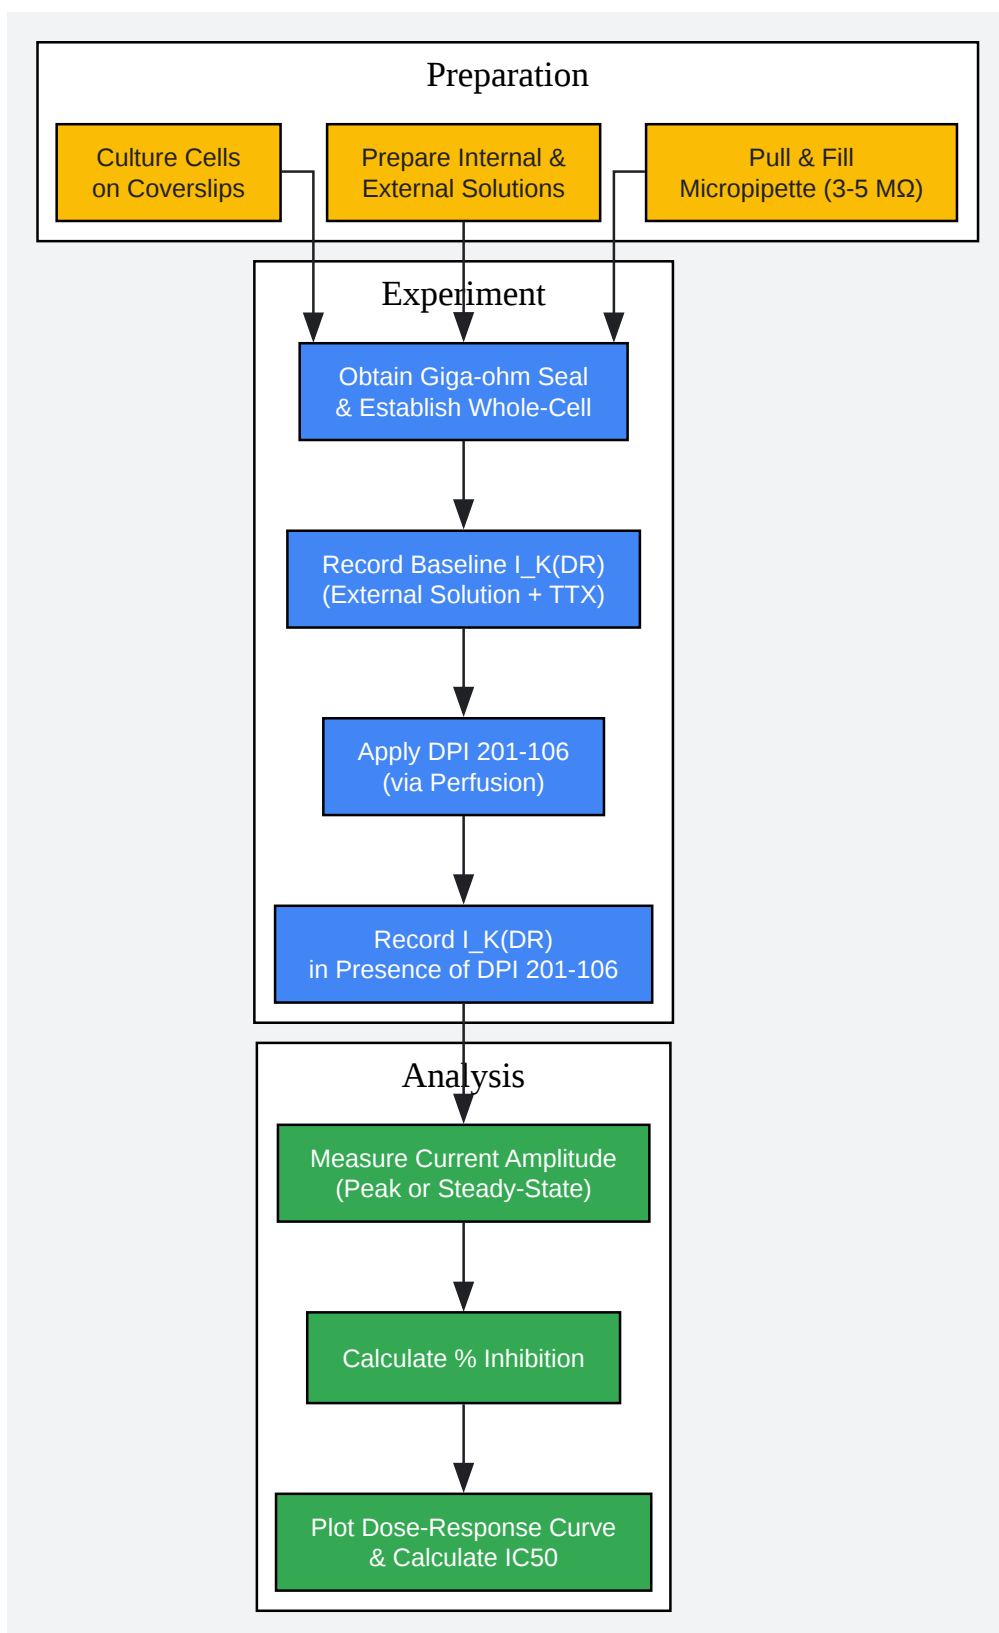 Preparation
Culture Cells
on Coverslips
Prepare Internal &
External Solutions
Pull & Fill
Micropipette (3-5 MΩ)
Experiment
Obtain Giga-ohm Seal
& Establish Whole-Cell
Record Baseline I_K(DR)
(External Solution + TTX)
Apply DPI 201-106
(via Perfusion)
Record I_K(DR)
in Presence of DPI 201-106
Analysis
Measure Current Amplitude
(Peak or Steady-State)
Calculate % Inhibition
Plot Dose-Response Curve
& Calculate IC50